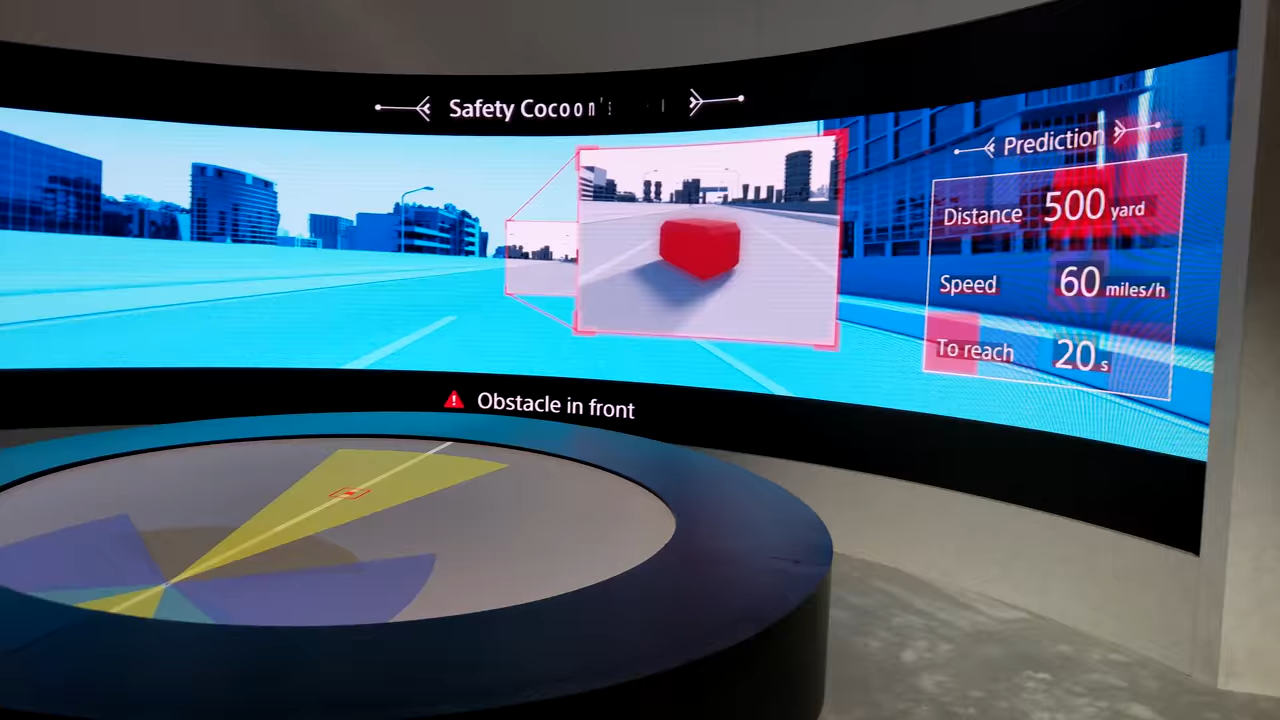 Safety Cocoon
Prediction
Distance 500 yard
Speed 60 miles/h
To reach 20 s
Obstacle in front